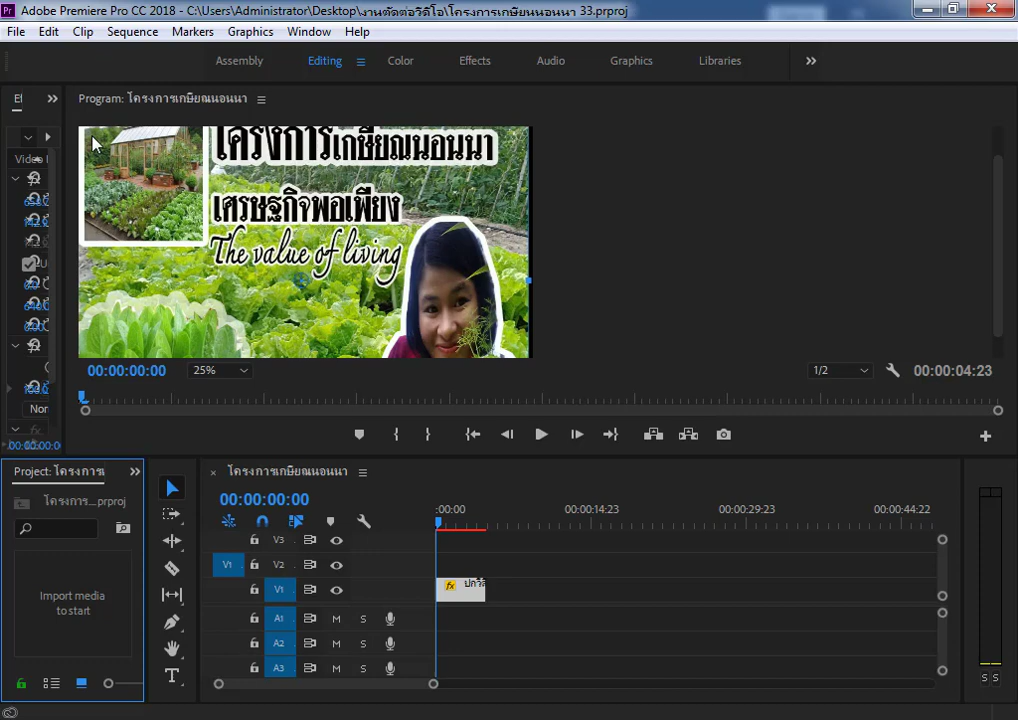 Adobe Premiere Pro CC 2018 - C:\Users\Administrator\Desktop\งานตัดต่อวิดีโอ\โครงการเกษียณนอนนา 33.prproj
File Edit Clip Sequence Markers Graphics Window Help
Assembly Editing Color Effects Audio Graphics Libraries
Program: โครงการเกษียณนอนนา
โครงการเกษียณนอนนา
เศรษฐกิจพอเพียง
The value of living
00:00:00:00 25% 1/2 00:00:04:23
Project: โครงการเ
โครงการ....prproj
Import media
to start
โครงการเกษียณนอนนา
00:00:00:00
:00:00 00:00:14:23 00:00:29:23 00:00:44:22
V3
V1 V2
V1
A1 M S
A2 M S
A3 M S
S S